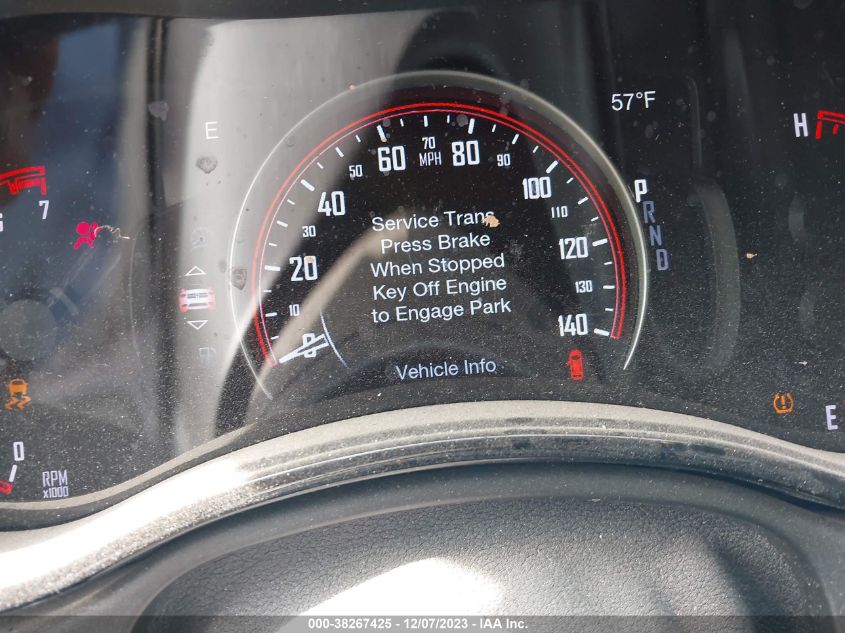 57°F
E
H
70
60 MPH 80
50 90
40 100
30 110
7
20 120
10 130
0 140
P
R
N
D
Service Trans
Press Brake
When Stopped
Key Off Engine
to Engage Park
Vehicle Info
E
0
RPM
x1000
000-38267425 - 12/07/2023 - IAA Inc.